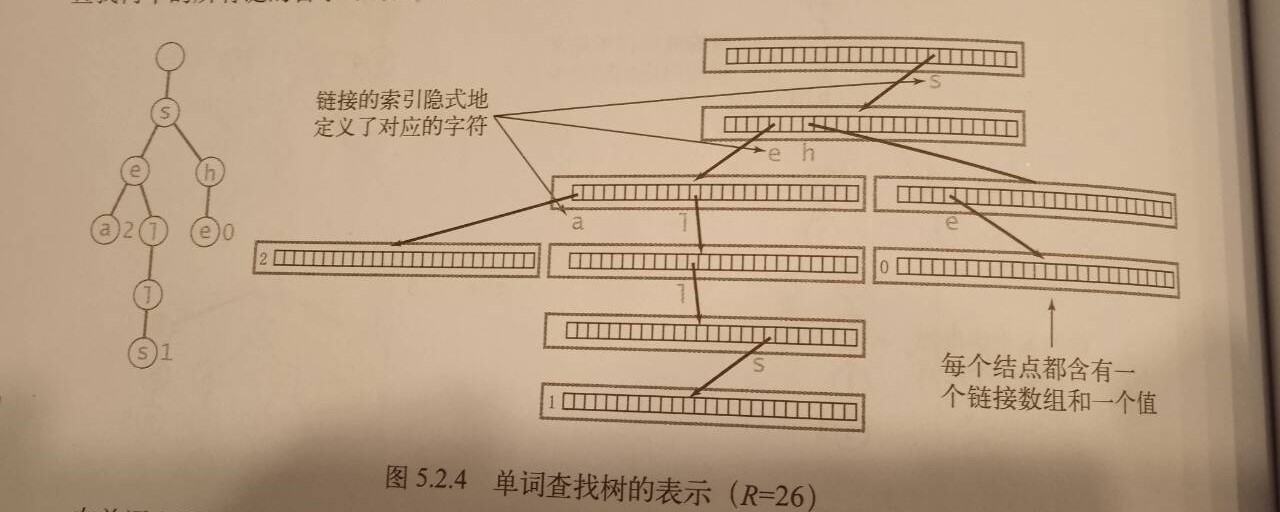 s
e
h
a 2
l
e 0
l
s 1
链接的索引隐式地
定义了对应的字符
s
e h
a
l
e
2
0
l
s
1
每个结点都含有一
个链接数组和一个值
图 5.2.4 单词查找树的表示（R=26）